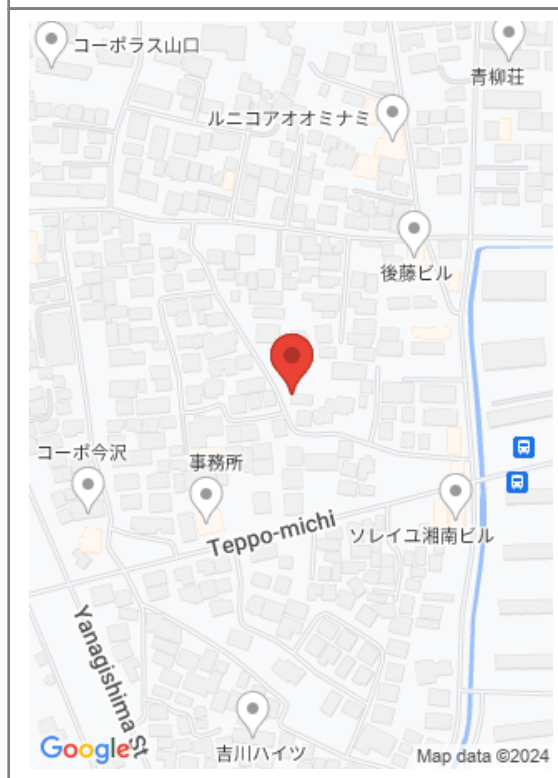 コーポラス山口
青柳荘
ルニコアオオミナミ
後藤ビル
コーポ今沢
事務所
Teppo-michi
ソレイユ湘南ビル
Yanagishima St
吉川ハイツ
Google
Map data ©2024